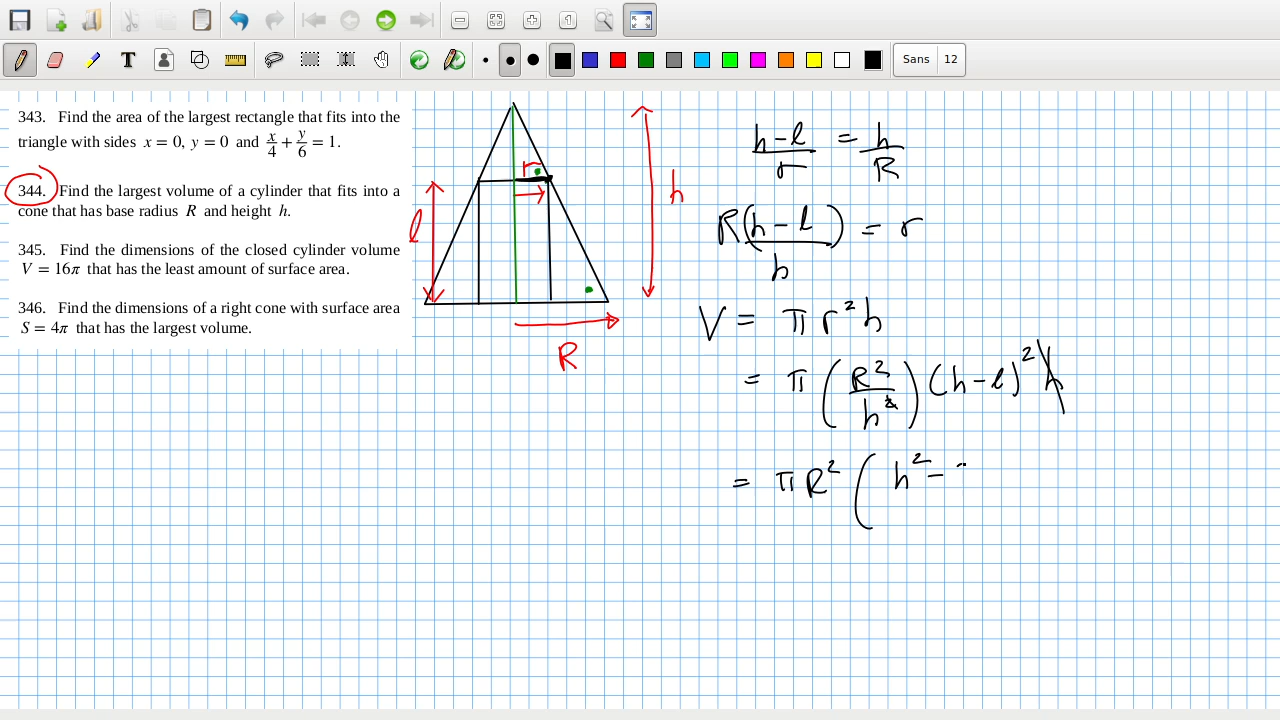 Sans 12
343. Find the area of the largest rectangle that fits into the
triangle with sides x = 0, y = 0 and x/4 + y/6 = 1.
344. Find the largest volume of a cylinder that fits into a
cone that has base radius R and height h.
345. Find the dimensions of the closed cylinder volume
V = 16π that has the least amount of surface area.
346. Find the dimensions of a right cone with surface area
S = 4π that has the largest volume.
r
l
h
R
(h-l)/r = h/R
R(h-l)/h = r
V = πr²h
= π(R²/h²)(h-l)²h
= πR²(h² -